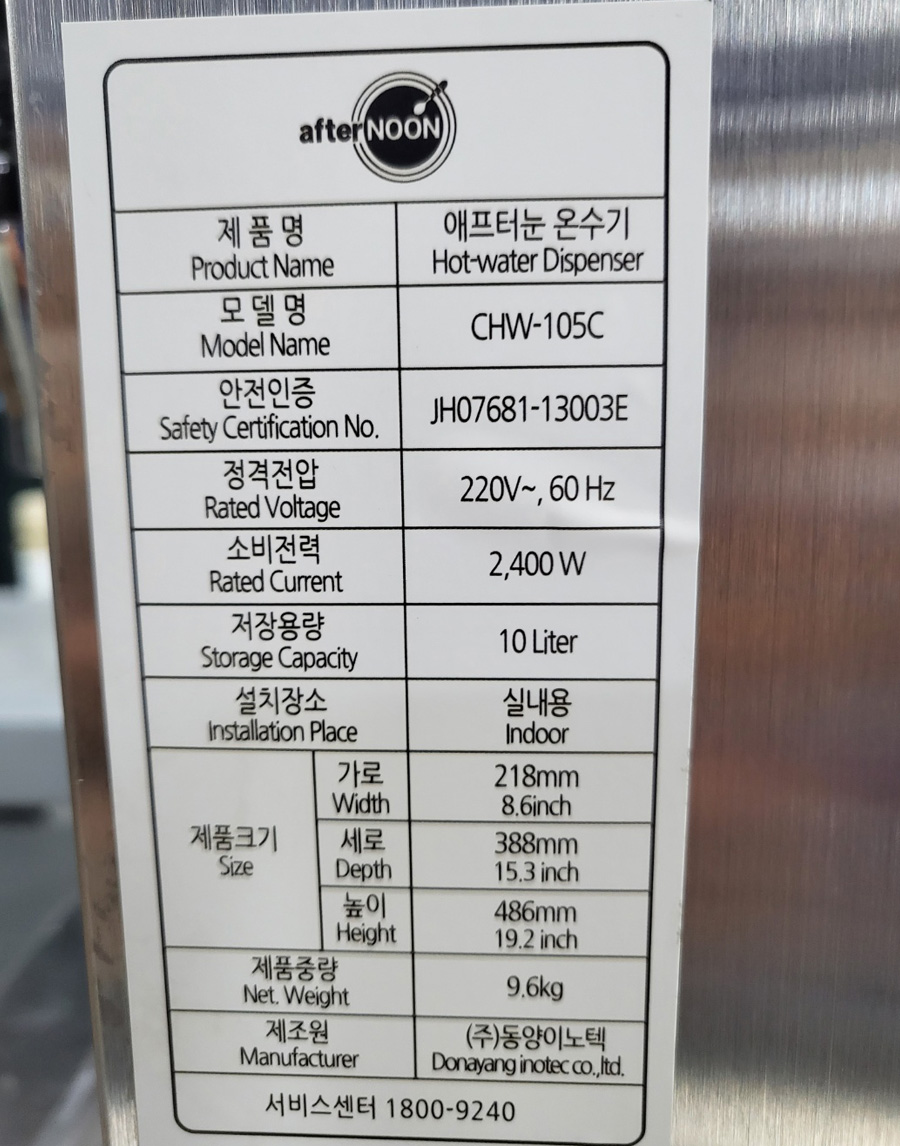 afterNOON
제 품 명
Product Name
애프터눈 온수기
Hot-water Dispenser
모 델 명
Model Name
CHW-105C
안전인증
Safety Certification No.
JH07681-13003E
정격전압
Rated Voltage
220V~, 60 Hz
소비전력
Rated Current
2,400 W
저장용량
Storage Capacity
10 Liter
설치장소
Installation Place
실내용
Indoor
제품크기
Size
가로
Width
218mm
8.6inch
세로
Depth
388mm
15.3 inch
높이
Height
486mm
19.2 inch
제품중량
Net. Weight
9.6kg
제조원
Manufacturer
(주)동양이노텍
Donayang inotec co.,ltd.
서비스센터 1800-9240